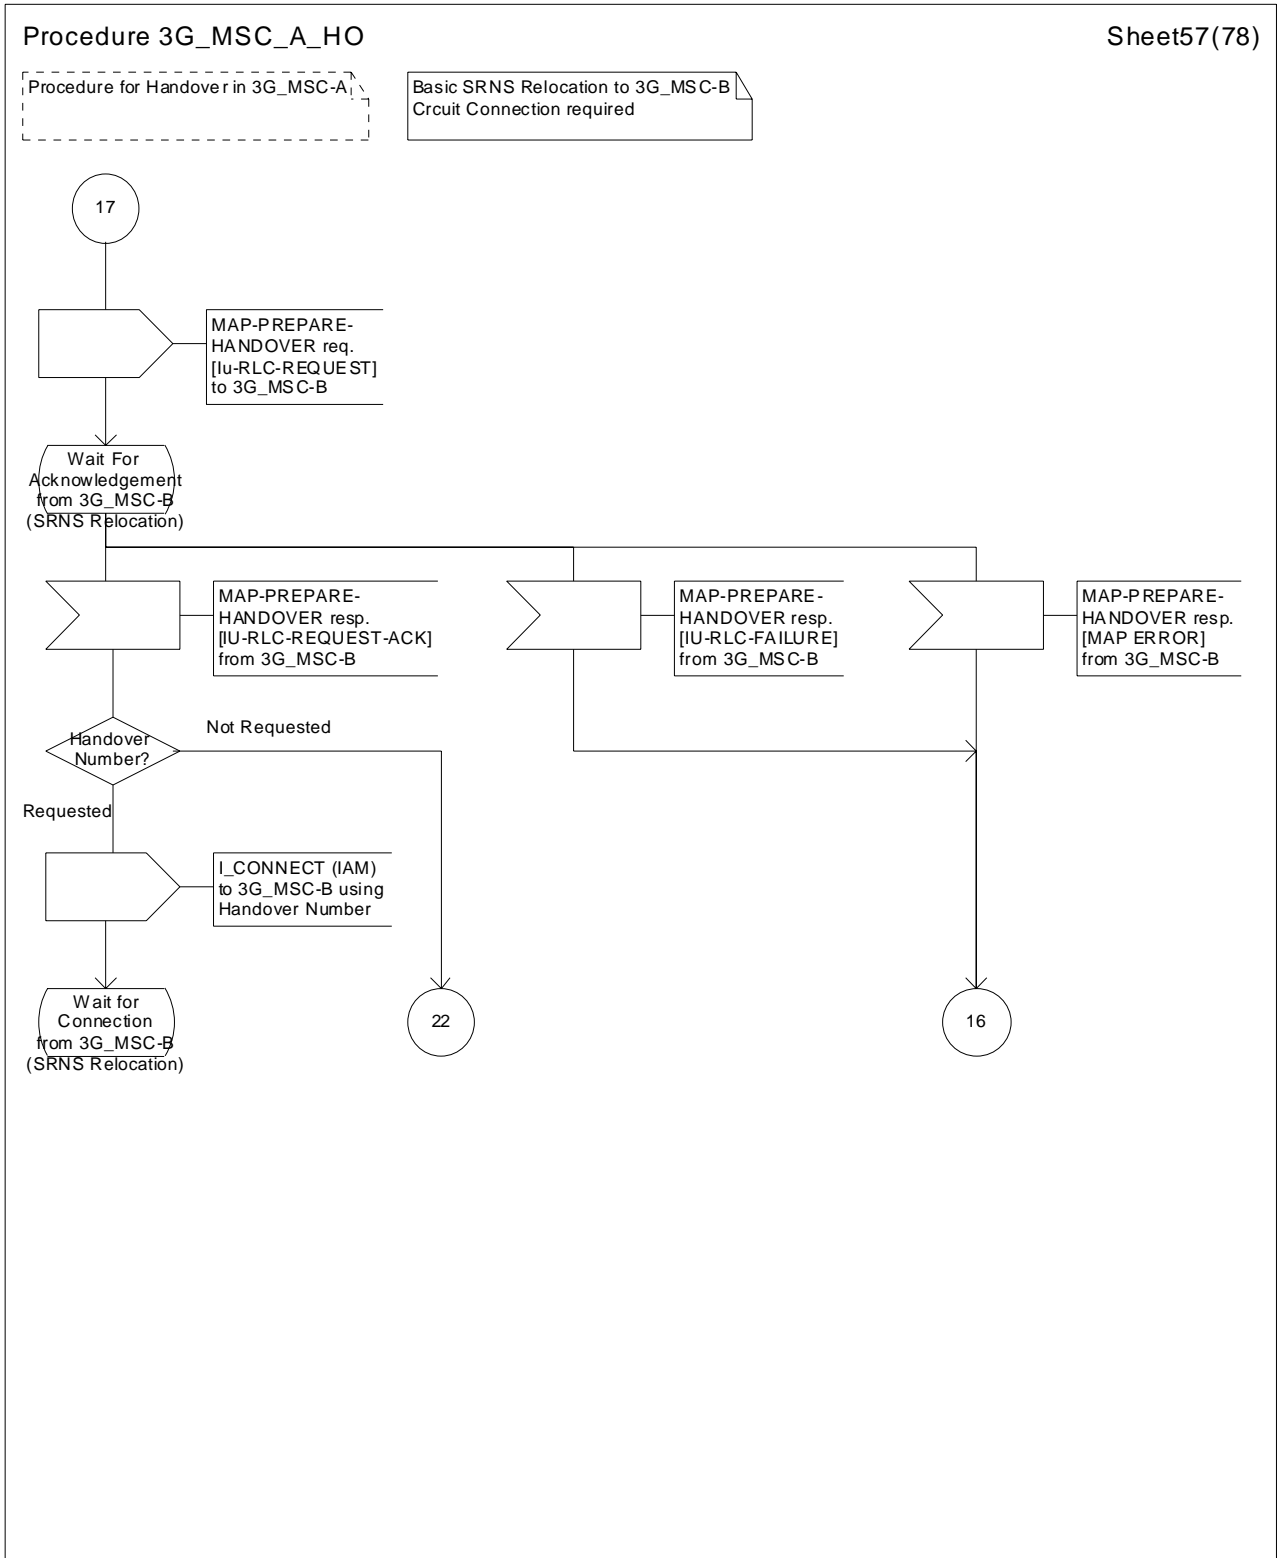 Procedure 3G_MSC_A_HO
Sheet57(78)
Procedure for Handover in 3G_MSC-A
Basic SRNS Relocation to 3G_MSC-B
Crcuit Connection required
17
MAP-PREPARE-
HANDOVER req.
[Iu-RLC-REQUEST]
to 3G_MSC-B
Wait For
Acknowledgement
from 3G_MSC-B
(SRNS Relocation)
MAP-PREPARE-
HANDOVER resp.
[IU-RLC-REQUEST-ACK]
from 3G_MSC-B
MAP-PREPARE-
HANDOVER resp.
[IU-RLC-FAILURE]
from 3G_MSC-B
MAP-PREPARE-
HANDOVER resp.
[MAP ERROR]
from 3G_MSC-B
Handover
Number?
Not Requested
Requested
I_CONNECT (IAM)
to 3G_MSC-B using
Handover Number
Wait for
Connection
from 3G_MSC-B
(SRNS Relocation)
22
16